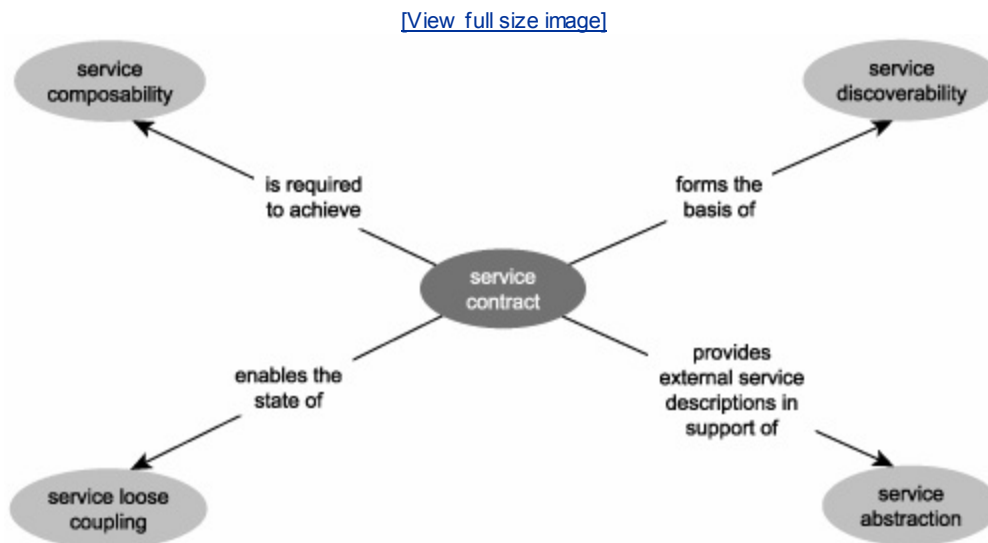 [View full size image]
service
composability
service
discoverability
is required
to achieve
forms the
basis of
service
contract
enables the
state of
provides
external service
descriptions in
support of
service loose
coupling
service
abstraction